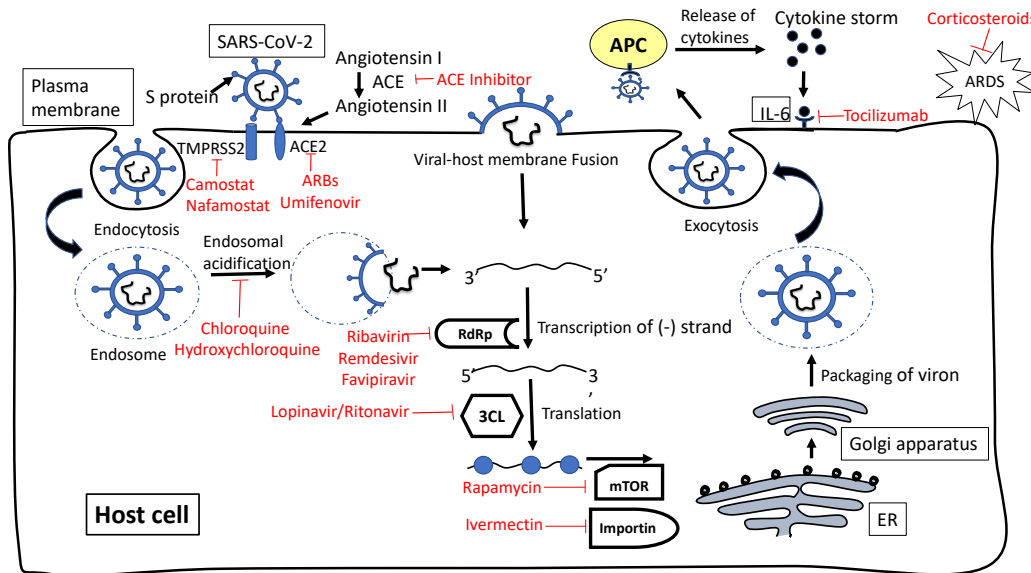 SARS-CoV-2
Plasma
membrane
S protein
Angiotensin I
ACE
ACE Inhibitor
Angiotensin II
APC
Release of
cytokines
Cytokine storm
Corticosteroids
ARDS
IL-6
Tocilizumab
TMPRSS2
ACE2
Camostat
Nafamostat
ARBs
Umifenovir
Viral-host membrane Fusion
Endocytosis
Exocytosis
Endosomal
acidification
Endosome
Chloroquine
Hydroxychloroquine
3’
5’
Ribavirin
Remdesivir
Favipiravir
RdRp
Transcription of (-) strand
5’
3
’
Lopinavir/Ritonavir
3CL
Translation
Rapamycin
mTOR
Ivermectin
Importin
Packaging of viron
Golgi apparatus
ER
Host cell